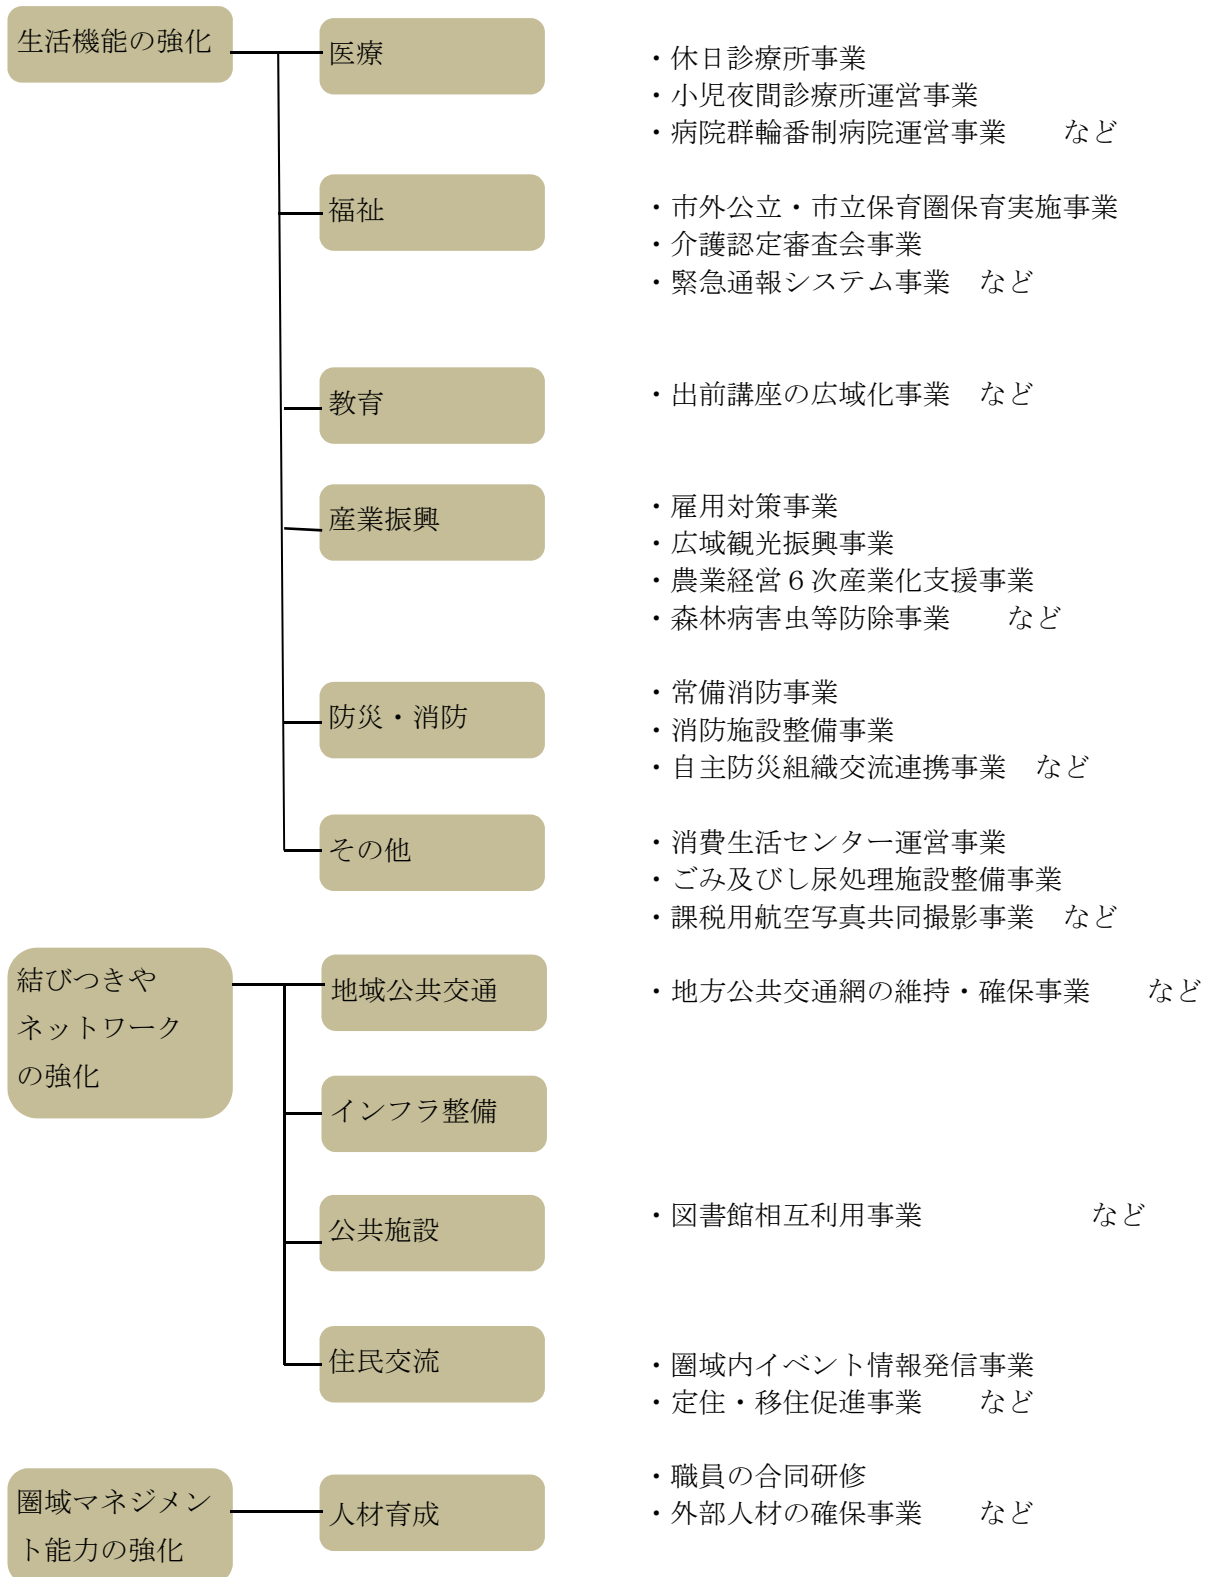 生活機能の強化
医療
・休日診療所事業
・小児夜間診療所運営事業
・病院群輪番制病院運営事業　　など
福祉
・市外公立・市立保育圏保育実施事業
・介護認定審査会事業
・緊急通報システム事業　など
教育
・出前講座の広域化事業　など
産業振興
・雇用対策事業
・広域観光振興事業
・農業経営６次産業化支援事業
・森林病害虫等防除事業　　など
防災・消防
・常備消防事業
・消防施設整備事業
・自主防災組織交流連携事業　など
その他
・消費生活センター運営事業
・ごみ及びし尿処理施設整備事業
・課税用航空写真共同撮影事業　など
結びつきや
ネットワーク
の強化
地域公共交通
・地方公共交通網の維持・確保事業　　など
インフラ整備
公共施設
・図書館相互利用事業　　　　　　など
住民交流
・圏域内イベント情報発信事業
・定住・移住促進事業　　など
圏域マネジメン
ト能力の強化
人材育成
・職員の合同研修
・外部人材の確保事業　　など